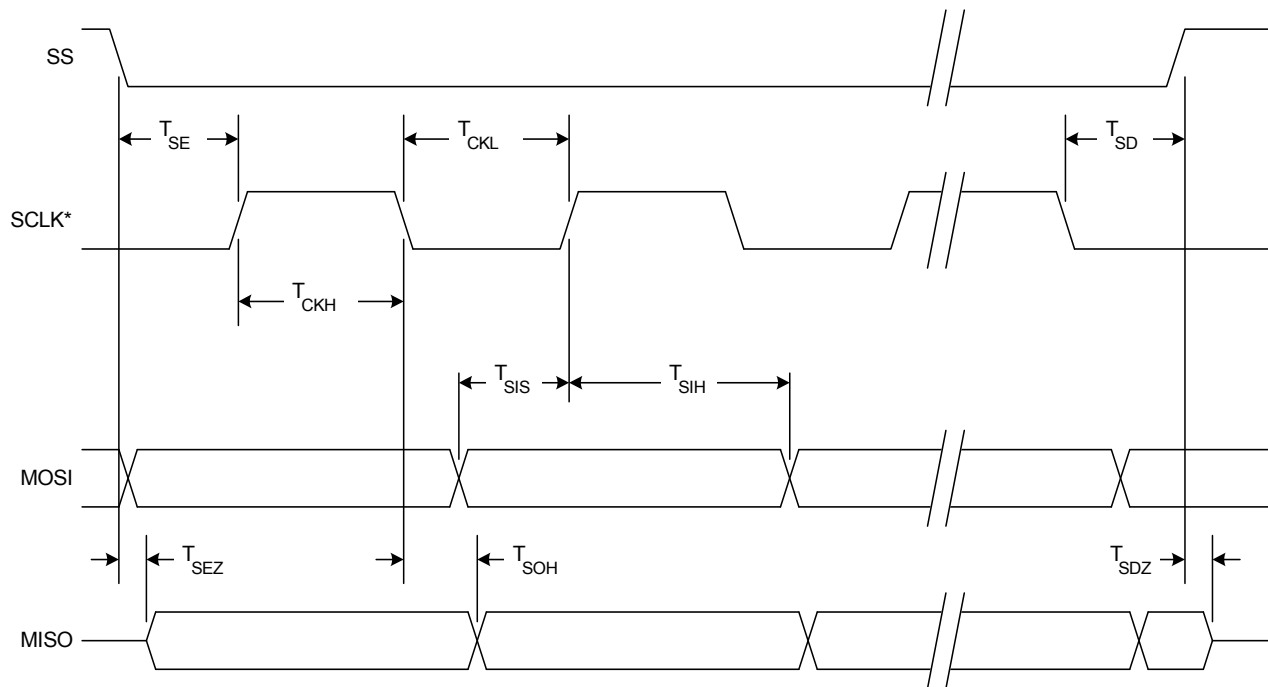 SS
T_SE
T_CKL
T_SD
SCLK*
T_CKH
T_SIS
T_SIH
MOSI
T_SEZ
T_SOH
T_SDZ
MISO